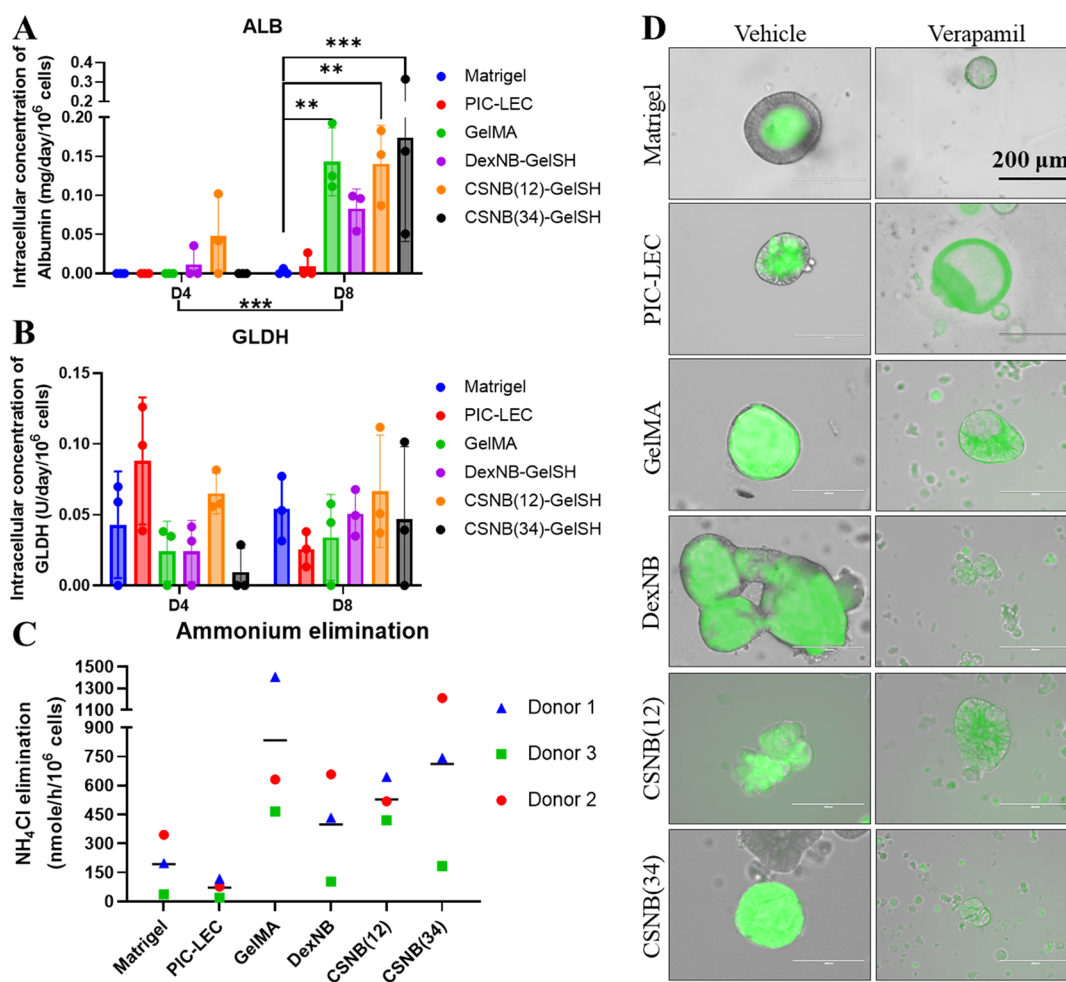 A
ALB
Intracellular concentration of
Albumin (mg/day/10⁶ cells)
0.4
0.3
0.2
0.20
0.15
0.10
0.05
0.00
***
**
**
D4
D8
***
Matrigel
PIC-LEC
GelMA
DexNB-GelSH
CSNB(12)-GelSH
CSNB(34)-GelSH
B
GLDH
Intracellular concentration of
GLDH (U/day/10⁶ cells)
0.15
0.10
0.05
0.00
D4
D8
Matrigel
PIC-LEC
GelMA
DexNB-GelSH
CSNB(12)-GelSH
CSNB(34)-GelSH
C
Ammonium elimination
NH₄Cl elimination
(nmole/h/10⁶ cells)
1500
1300
1100
900
750
600
450
300
150
0
Matrigel
PIC-LEC
GelMA
DexNB
CSNB(12)
CSNB(34)
Donor 1
Donor 3
Donor 2
D
Vehicle
Verapamil
Matrigel
200 µm
PIC-LEC
GelMA
DexNB
CSNB(12)
CSNB(34)